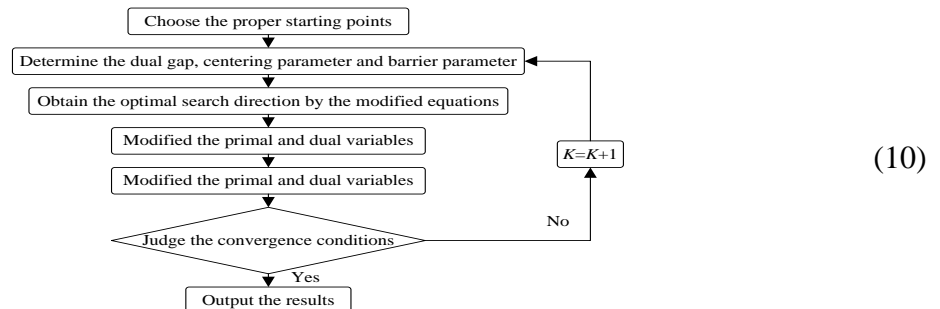 Choose the proper starting points
Determine the dual gap, centering parameter and barrier parameter
Obtain the optimal search direction by the modified equations
Modified the primal and dual variables
K=K+1
(10)
Modified the primal and dual variables
No
Judge the convergence conditions
Yes
Output the results